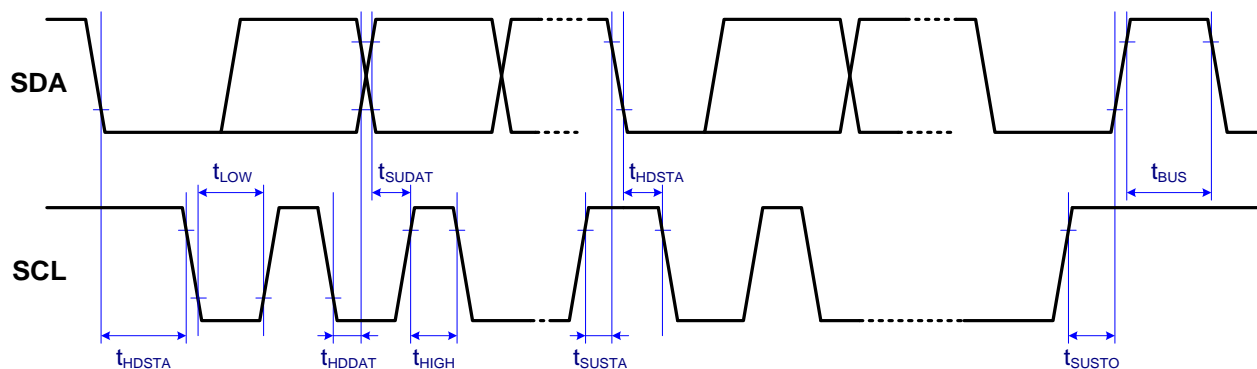 SDA
tLOW
tSUDAT
tHDSTA
tBUS
SCL
tHDSTA
tHDDAT
tHIGH
tSUSTA
tSUSTO